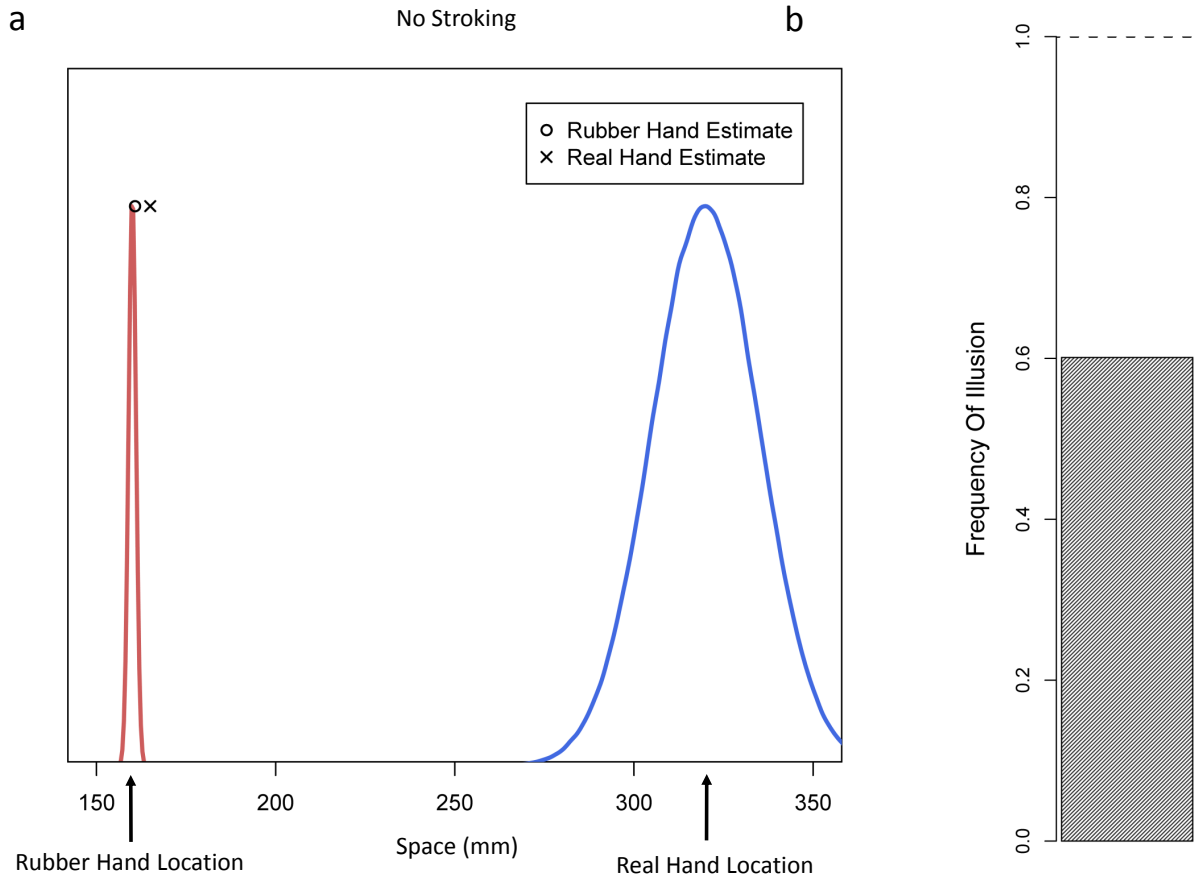 a
No Stroking
b
Rubber Hand Estimate
Real Hand Estimate
150
200
250
300
350
Space (mm)
Rubber Hand Location
Real Hand Location
Frequency Of Illusion
1.0
0.8
0.6
0.4
0.2
0.0